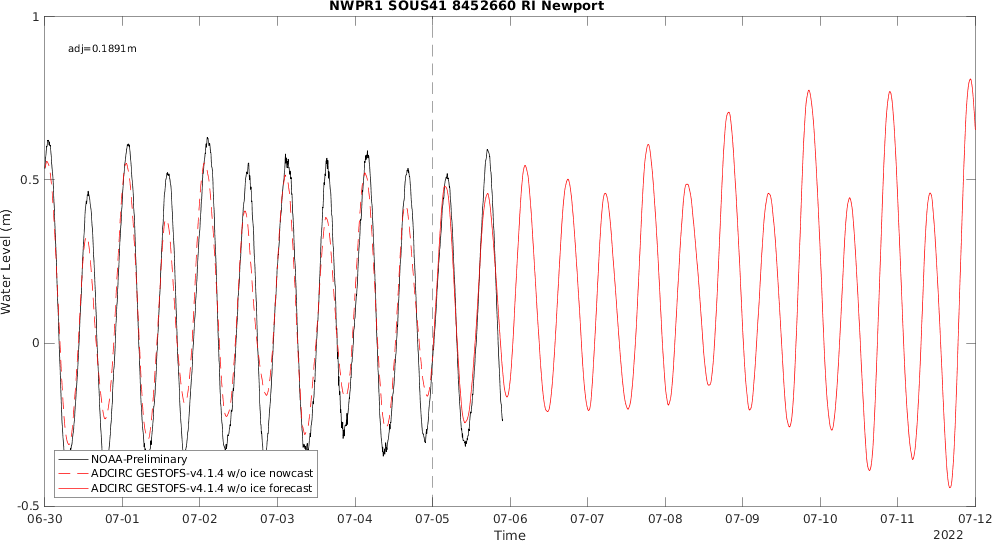 NWPR1 SOUS41 8452660 RI Newport
1
adj=0.1891m
0.5
Water Level (m)
0
NOAA-Preliminary
ADCIRC GESTOFS-v4.1.4 w/o ice nowcast
ADCIRC GESTOFS-v4.1.4 w/o ice forecast
-0.5
06-30 07-01 07-02 07-03 07-04 07-05 07-06 07-07 07-08 07-09 07-10 07-11 07-12
Time 2022